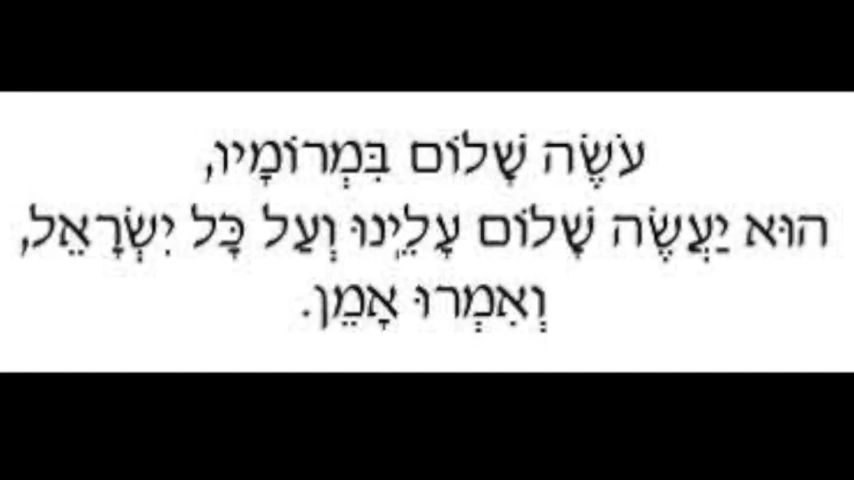 עֹשֶׂה שָׁלוֹם בִּמְרוֹמָיו,
הוּא יַעֲשֶׂה שָׁלוֹם עָלֵֽינוּ וְעַל כָּל יִשְׂרָאֵל,
וְאִמְרוּ אָמֵן.